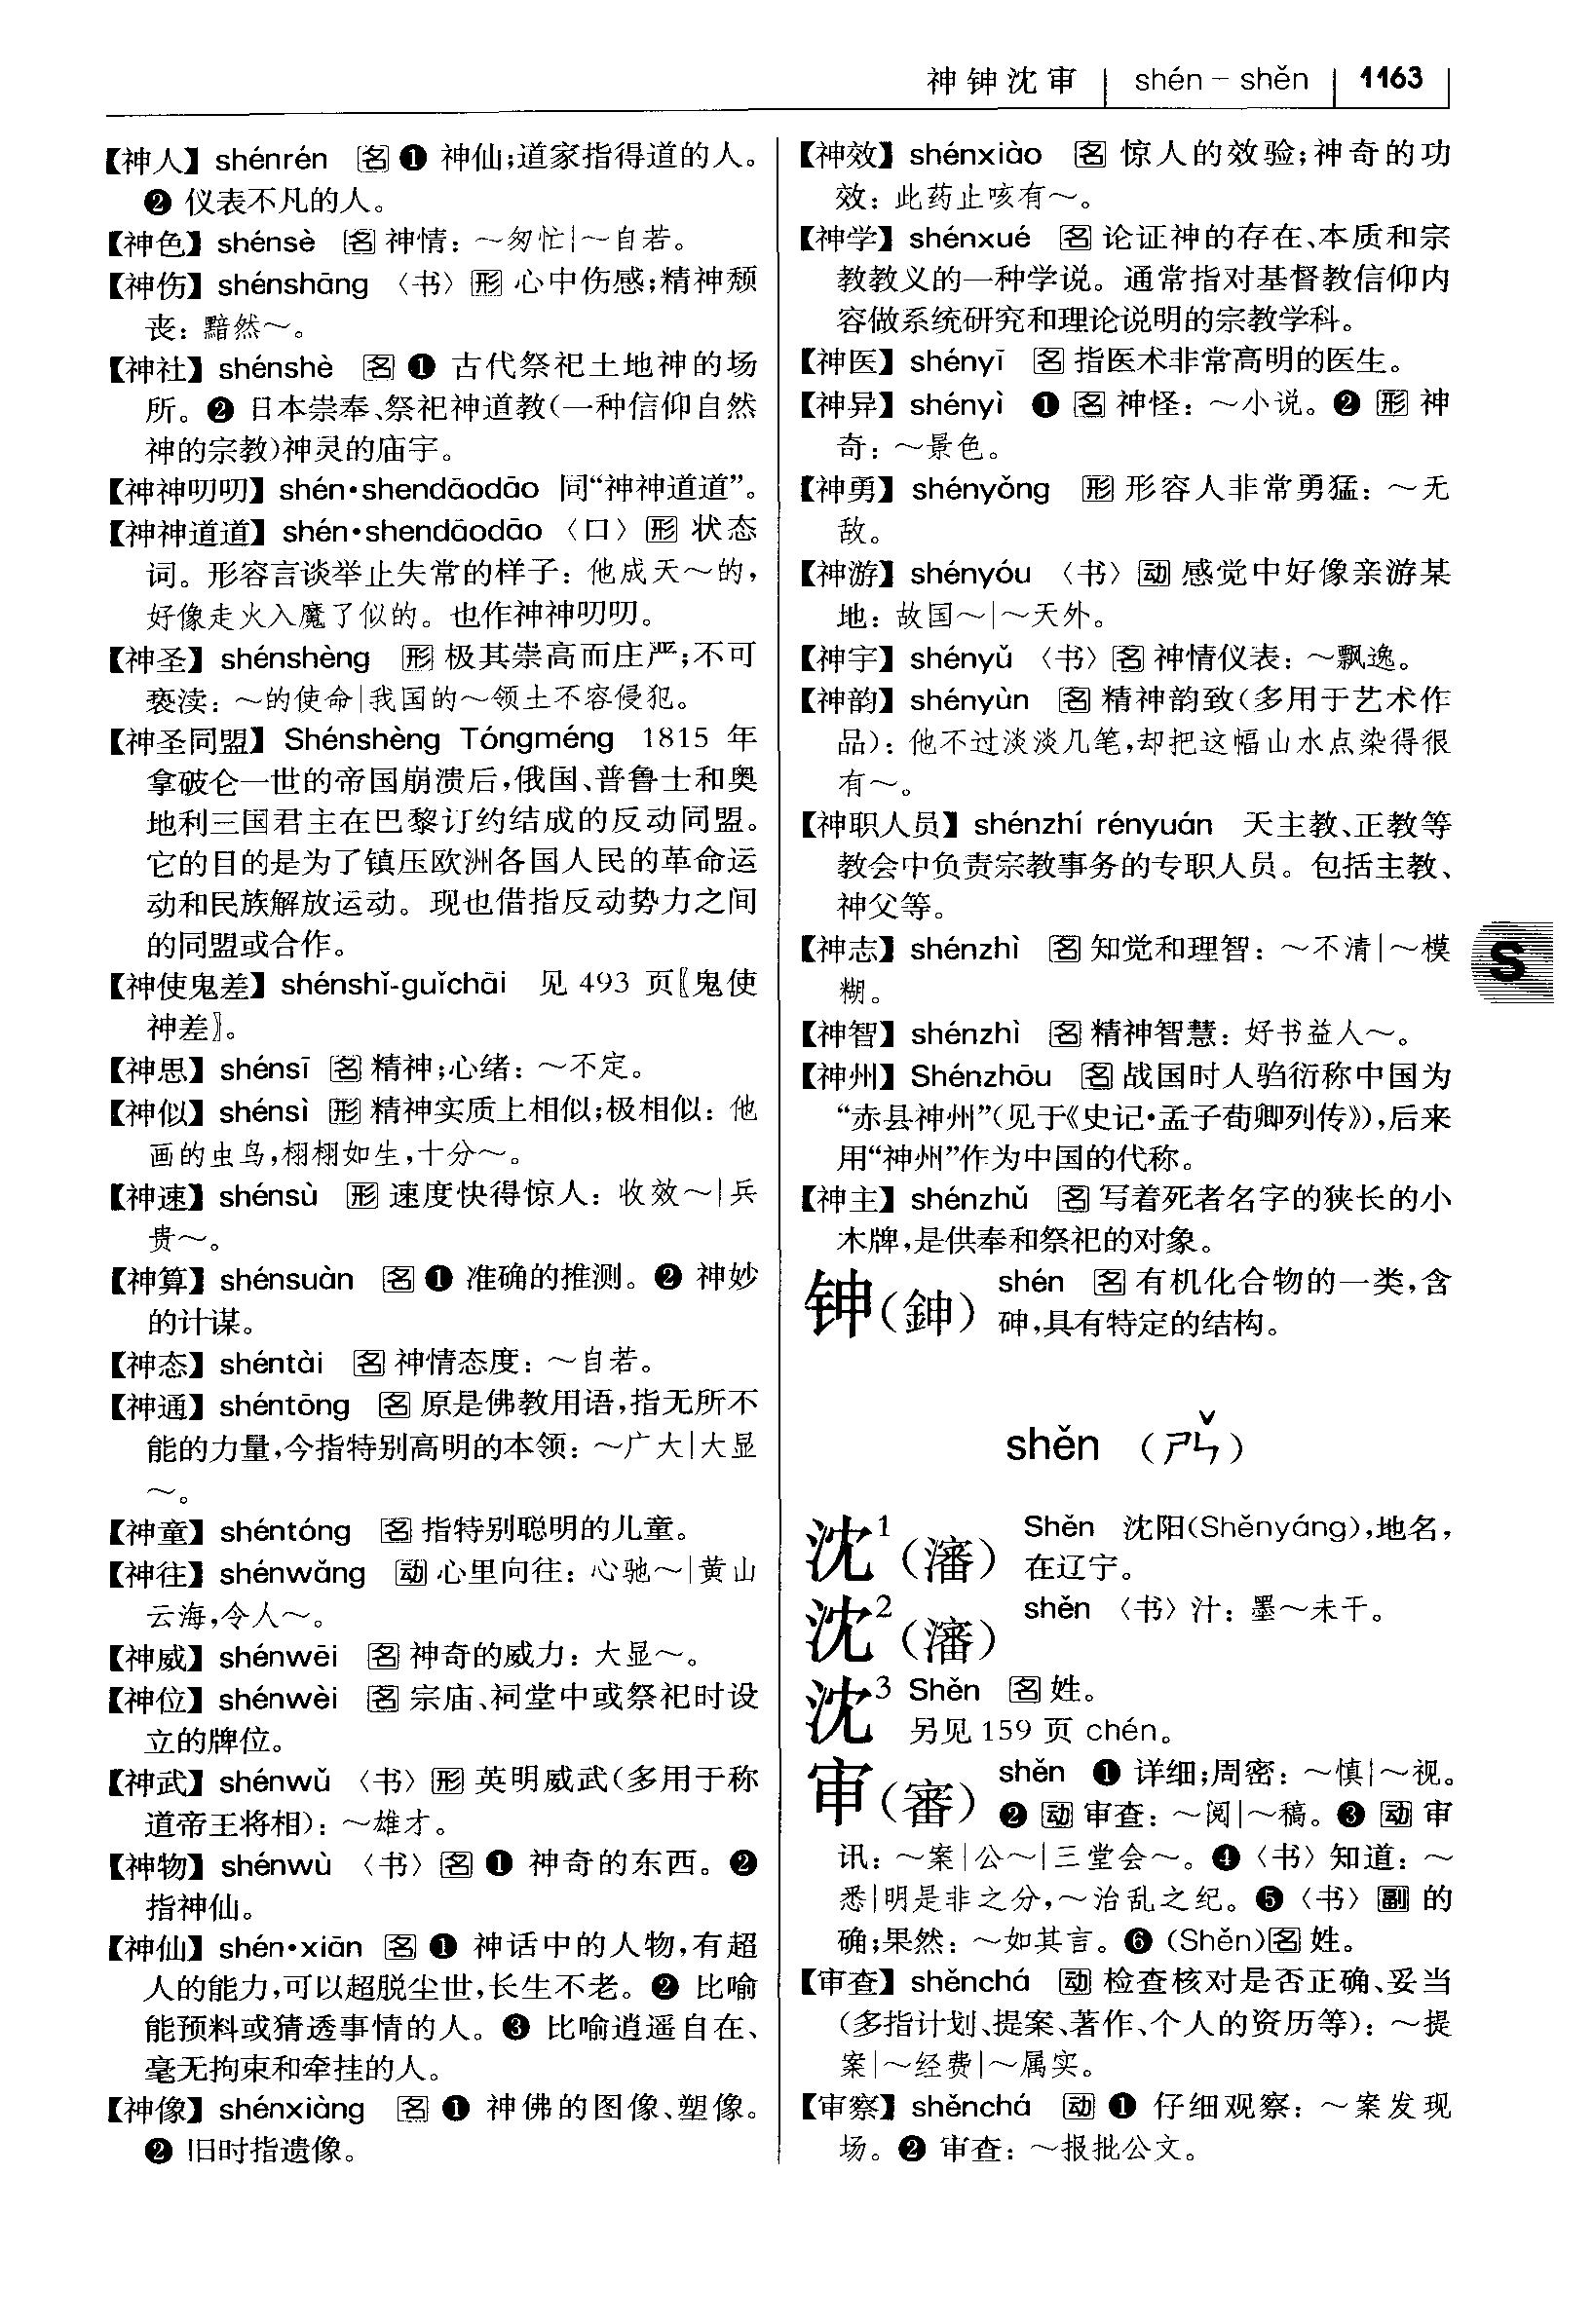 神钟沈审 | shén－shěn | 1163
【神人】 shénrén 名 ❶ 神仙;道家指得道的人。
❷ 仪表不凡的人。
【神色】 shénsè 名 神情：～匆忙|～自若。
【神伤】 shénshāng 〈书〉 形 心中伤感;精神颓
丧：黯然～。
【神社】 shénshè 名 ❶ 古代祭祀土地神的场
所。❷ 日本崇奉、祭祀神道教(一种信仰自然
神的宗教)神灵的庙宇。
【神神叨叨】 shén·shendāodāo 同“神神道道”。
【神神道道】 shén·shendāodāo 〈口〉 形 状态
词。形容言谈举止失常的样子：他成天～的，
好像走火入魔了似的。也作神神叨叨。
【神圣】 shénshèng 形 极其崇高而庄严;不可
亵渎：～的使命|我国的～领土不容侵犯。
【神圣同盟】 Shénshèng Tóngméng 1815 年
拿破仑一世的帝国崩溃后，俄国、普鲁士和奥
地利三国君主在巴黎订约结成的反动同盟。
它的目的是为了镇压欧洲各国人民的革命运
动和民族解放运动。现也借指反动势力之间
的同盟或合作。
【神使鬼差】 shénshǐ-guǐchāi 见 493 页〖鬼使
神差〗。
【神思】 shénsī 名 精神;心绪：～不定。
【神似】 shénsì 形 精神实质上相似;极相似：他
画的虫鸟，栩栩如生，十分～。
【神速】 shénsù 形 速度快得惊人：收效～|兵
贵～。
【神算】 shénsuàn 名 ❶ 准确的推测。❷ 神妙
的计谋。
【神态】 shéntài 名 神情态度：～自若。
【神通】 shéntōng 名 原是佛教用语，指无所不
能的力量，今指特别高明的本领：～广大|大显
～。
【神童】 shéntóng 名 指特别聪明的儿童。
【神往】 shénwǎng 动 心里向往：心驰～|黄山
云海，令人～。
【神威】 shénwēi 名 神奇的威力：大显～。
【神位】 shénwèi 名 宗庙、祠堂中或祭祀时设
立的牌位。
【神武】 shénwǔ 〈书〉 形 英明威武(多用于称
道帝王将相)：～雄才。
【神物】 shénwù 〈书〉 名 ❶ 神奇的东西。❷
指神仙。
【神仙】 shén·xiān 名 ❶ 神话中的人物，有超
人的能力，可以超脱尘世，长生不老。❷ 比喻
能预料或猜透事情的人。❸ 比喻逍遥自在、
毫无拘束和牵挂的人。
【神像】 shénxiàng 名 ❶ 神佛的图像、塑像。
❷ 旧时指遗像。
【神效】 shénxiào 名 惊人的效验;神奇的功
效：此药止咳有～。
【神学】 shénxué 名 论证神的存在、本质和宗
教教义的一种学说。通常指对基督教信仰内
容做系统研究和理论说明的宗教学科。
【神医】 shényī 名 指医术非常高明的医生。
【神异】 shényì ❶ 名 神怪：～小说。❷ 形 神
奇：～景色。
【神勇】 shényǒng 形 形容人非常勇猛：～无
敌。
【神游】 shényóu 〈书〉 动 感觉中好像亲游某
地：故国～|～天外。
【神宇】 shényǔ 〈书〉 名 神情仪表：～飘逸。
【神韵】 shényùn 名 精神韵致(多用于艺术作
品)：他不过淡淡几笔，却把这幅山水点染得很
有～。
【神职人员】 shénzhí rényuán 天主教、正教等
教会中负责宗教事务的专职人员。包括主教、
神父等。
【神志】 shénzhì 名 知觉和理智：～不清|～模
糊。
【神智】 shénzhì 名 精神智慧：好书益人～。
【神州】 Shénzhōu 名 战国时人驺衍称中国为
“赤县神州”(见于《史记·孟子荀卿列传》)，后来
用“神州”作为中国的代称。
【神主】 shénzhǔ 名 写着死者名字的狭长的小
木牌，是供奉和祭祀的对象。
钟(鉮) shén 名 有机化合物的一类，含
砷，具有特定的结构。
shěn （ㄕㄣˇ）
沈¹(瀋) Shěn 沈阳(Shěnyáng)，地名，
在辽宁。
沈²(瀋) shěn 〈书〉 汁：墨～未干。
沈³ Shěn 名 姓。
另见 159 页 chén。
审(審) shěn ❶ 详细;周密：～慎|～视。
❷ 动 审查：～阅|～稿。❸ 动 审
讯：～案|公～|三堂会～。❹〈书〉知道：～
悉|明是非之分，～治乱之纪。❺〈书〉 副 的
确;果然：～如其言。❻ (Shěn) 名 姓。
【审查】 shěnchá 动 检查核对是否正确、妥当
(多指计划、提案、著作、个人的资历等)：～提
案|～经费|～属实。
【审察】 shěnchá 动 ❶ 仔细观察：～案发现
场。❷ 审查：～报批公文。
S